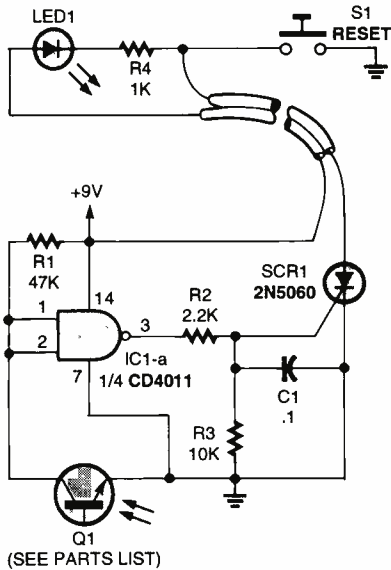 LED1
S1
RESET
R4
1K
+9V
R1
47K
14
1
2
3
7
IC1-a
1/4 CD4011
R2
2.2K
SCR1
2N5060
C1
.1
R3
10K
Q1
(SEE PARTS LIST)